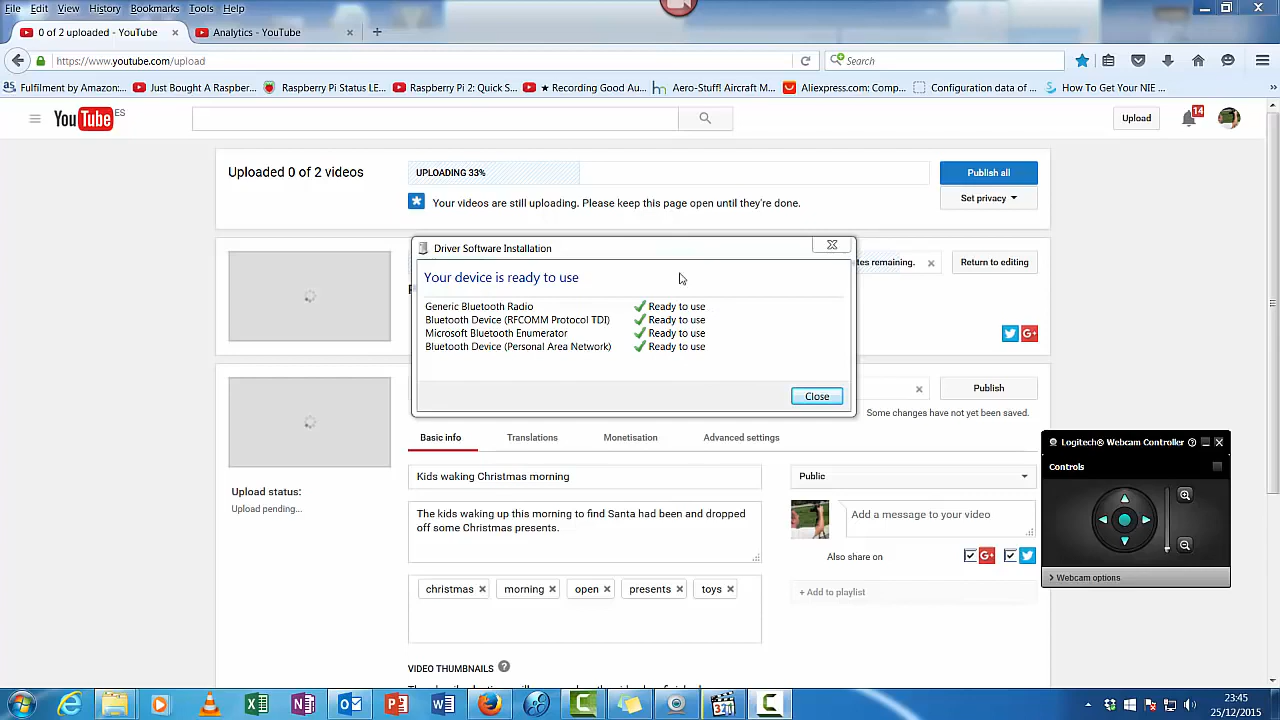 File Edit View History Bookmarks Tools Help
0 of 2 uploaded - YouTube
Analytics - YouTube
https://www.youtube.com/upload
Search
Fulfilment by Amazon... Just Bought A Raspber... Raspberry Pi Status LE... Raspberry Pi 2: Quick S... ★ Recording Good Au... Aero-Stuff! Aircraft M... Aliexpress.com: Comp... Configuration data of ... How To Get Your NIE ...
YouTube ES
Upload
14
Uploaded 0 of 2 videos
UPLOADING 33%
Publish all
Your videos are still uploading. Please keep this page open until they're done.
Set privacy
Driver Software Installation
Your device is ready to use
Generic Bluetooth Radio Ready to use
Bluetooth Device (RFCOMM Protocol TDI) Ready to use
Microsoft Bluetooth Enumerator Ready to use
Bluetooth Device (Personal Area Network) Ready to use
Close
remaining.
Return to editing
Publish
Some changes have not yet been saved.
Basic info Translations Monetisation Advanced settings
Upload status:
Upload pending...
Kids waking Christmas morning
The kids waking up this morning to find Santa had been and dropped
off some Christmas presents.
christmas morning open presents toys
Public
Add a message to your video
Also share on
+ Add to playlist
VIDEO THUMBNAILS
Logitech® Webcam Controller
Controls
Webcam options
23:45
25/12/2015